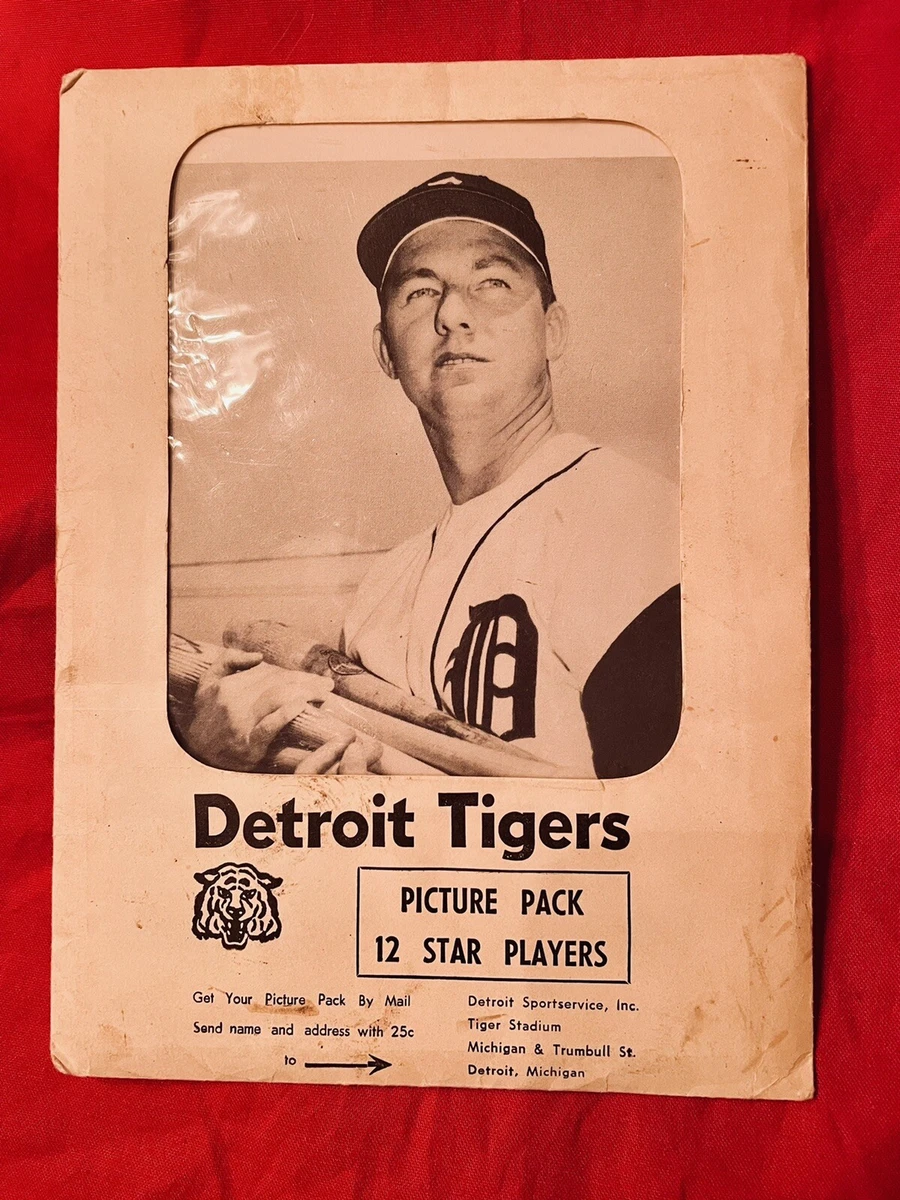 D
Detroit Tigers
PICTURE PACK
12 STAR PLAYERS
Get Your Picture Pack By Mail
Send name and address with 25c
to
Detroit Sportservice, Inc.
Tiger Stadium
Michigan & Trumbull St.
Detroit, Michigan